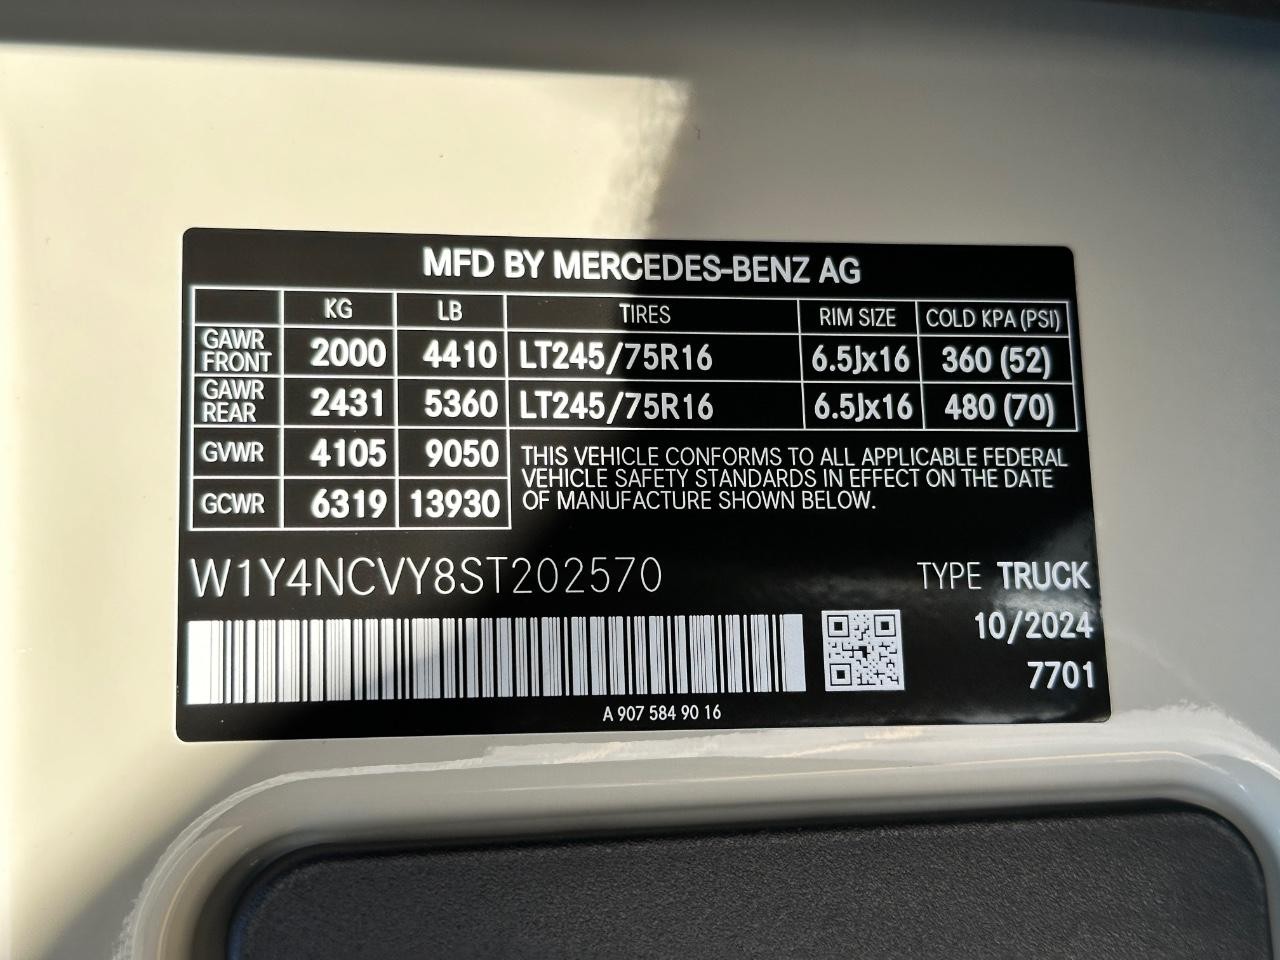 MFD BY MERCEDES-BENZ AG
KG LB TIRES RIM SIZE COLD KPA (PSI)
GAWR FRONT 2000 4410 LT245/75R16 6.5Jx16 360 (52)
GAWR REAR 2431 5360 LT245/75R16 6.5Jx16 480 (70)
GVWR 4105 9050
GCWR 6319 13930
THIS VEHICLE CONFORMS TO ALL APPLICABLE FEDERAL
VEHICLE SAFETY STANDARDS IN EFFECT ON THE DATE
OF MANUFACTURE SHOWN BELOW.
W1Y4NCVY8ST202570
TYPE TRUCK
10/2024
7701
A 907 584 90 16